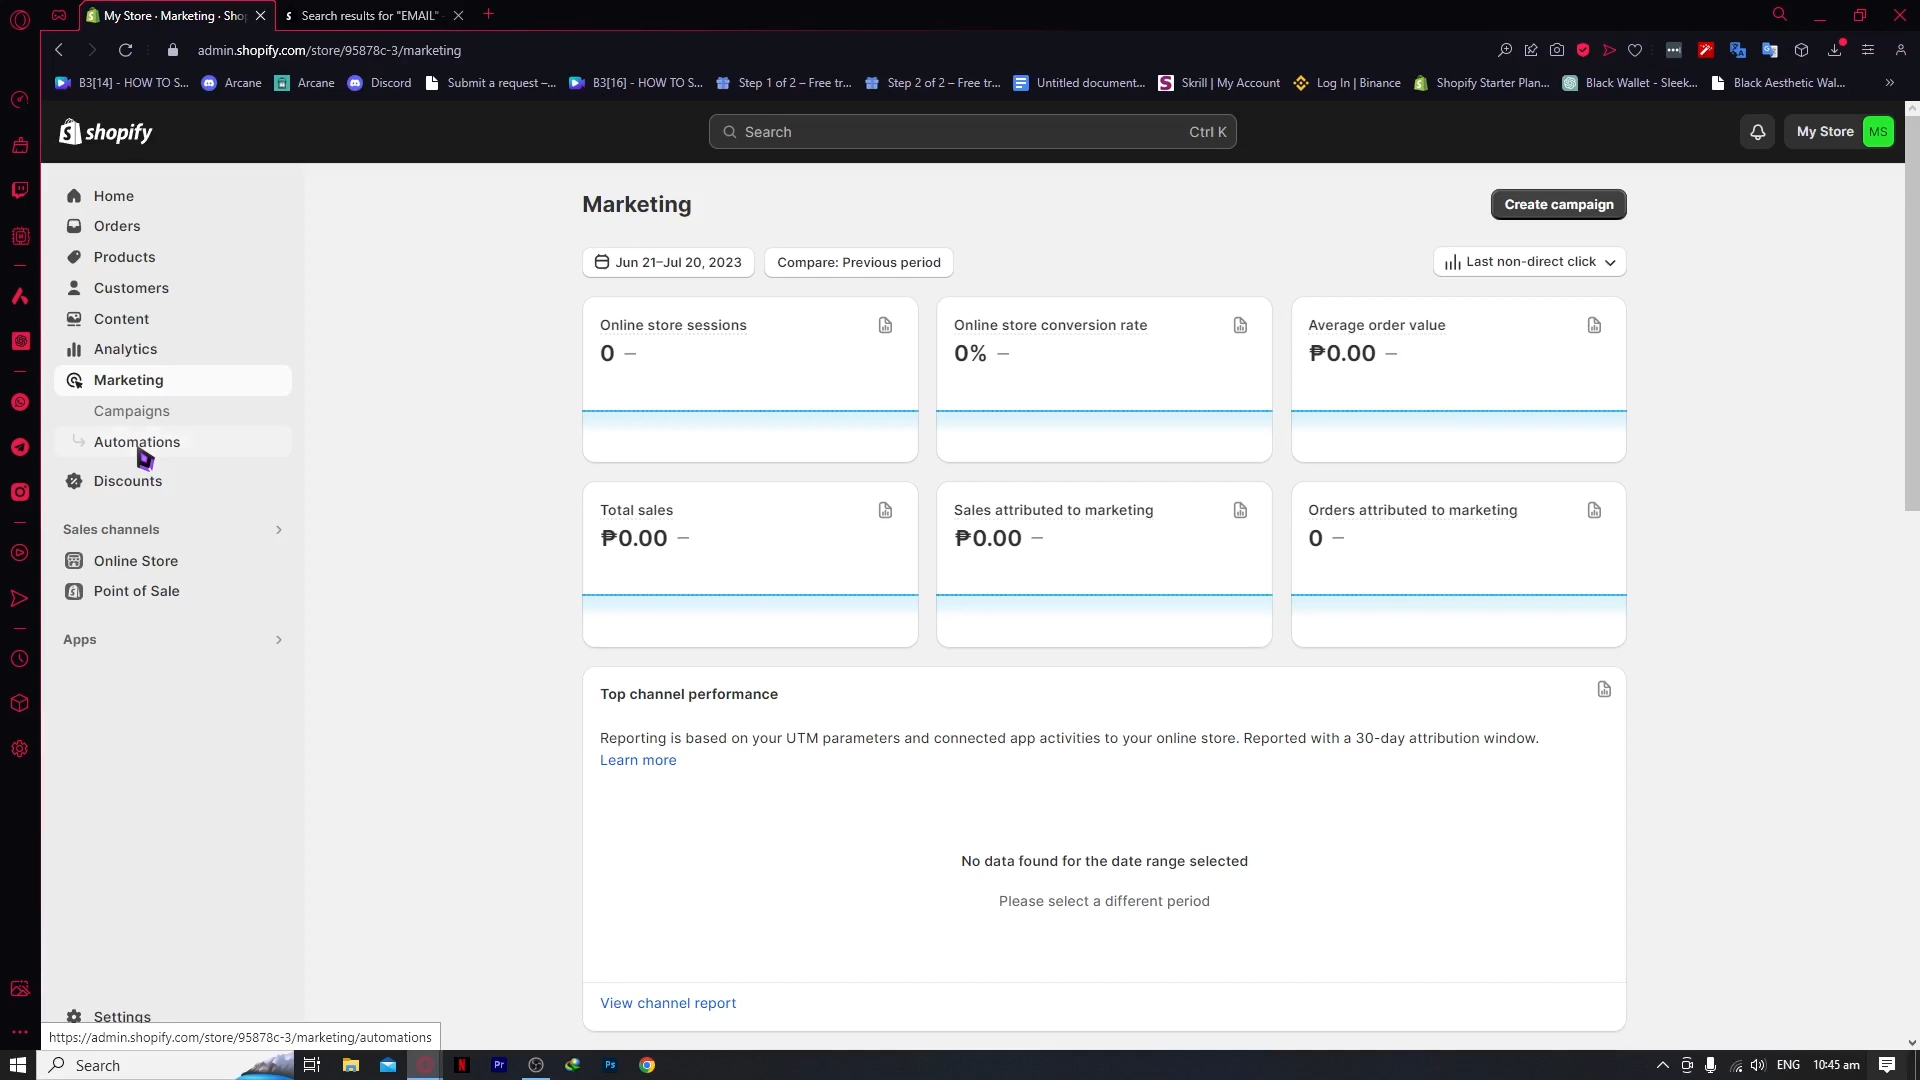 My Store · Marketing · Sho
Search results for "EMAIL" -
admin.shopify.com/store/95878c-3/marketing
B3[14] - HOW TO S...
Arcane
Arcane
Discord
Submit a request –...
B3[16] - HOW TO S...
Step 1 of 2 – Free tr...
Step 2 of 2 – Free tr...
Untitled document...
Skrill | My Account
Log In | Binance
Shopify Starter Plan...
Black Wallet - Sleek...
Black Aesthetic Wal...
shopify
Search
Ctrl K
My Store
MS
Home
Orders
Products
Customers
Content
Analytics
Marketing
Campaigns
Automations
Discounts
Sales channels
Online Store
Point of Sale
Apps
Settings
Marketing
Create campaign
Jun 21–Jul 20, 2023
Compare: Previous period
Last non-direct click
Online store sessions
0 –
Online store conversion rate
0% –
Average order value
₱0.00 –
Total sales
₱0.00 –
Sales attributed to marketing
₱0.00 –
Orders attributed to marketing
0 –
Top channel performance
Reporting is based on your UTM parameters and connected app activities to your online store. Reported with a 30-day attribution window.
Learn more
No data found for the date range selected
Please select a different period
View channel report
https://admin.shopify.com/store/95878c-3/marketing/automations
Search
N
Pr
Ps
ENG
10:45 am